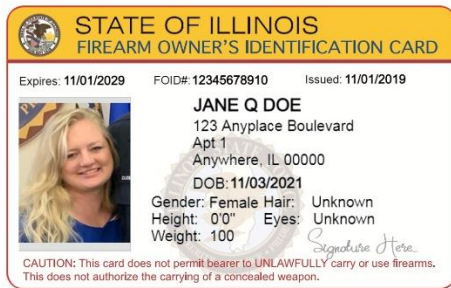 STATE OF ILLINOIS
FIREARM OWNER'S IDENTIFICATION CARD
Expires: 11/01/2029 FOID#: 12345678910 Issued: 11/01/2019
JANE Q DOE
123 Anyplace Boulevard
Apt 1
Anywhere, IL 00000
DOB: 11/03/2021
Gender: Female Hair: Unknown
Height: 0'0" Eyes: Unknown
Weight: 100
Signature Here
CAUTION: This card does not permit bearer to UNLAWFULLY carry or use firearms.
This does not authorize the carrying of a concealed weapon.